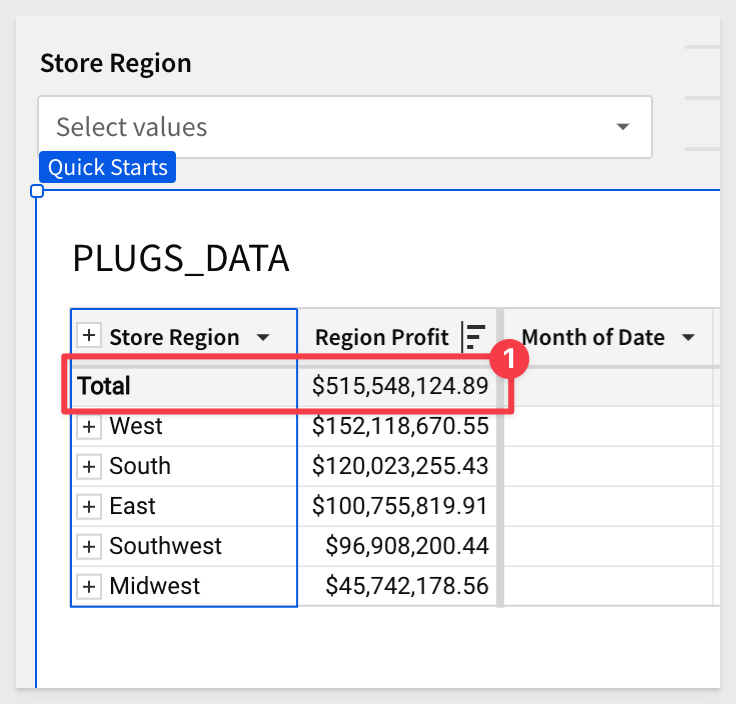 Store Region
Select values
Quick Starts
PLUGS_DATA
Store Region Region Profit Month of Date
1
Total $515,548,124.89
West $152,118,670.55
South $120,023,255.43
East $100,755,819.91
Southwest $96,908,200.44
Midwest $45,742,178.56